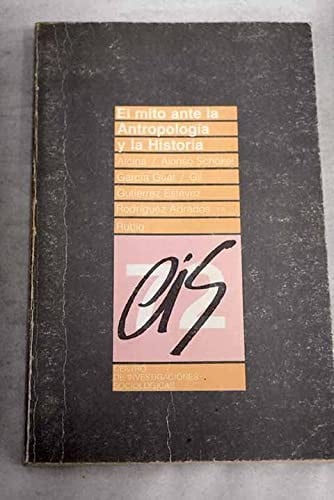 El mito ante la
Antropología
y la Historia
Alcina / Alonso Schökel
García Gual / Gil
Gutiérrez Estévez
Rodríguez Adrados
Rubio
72
CiS
CENTRO
DE INVESTIGACIONES
SOCIOLOGICAS